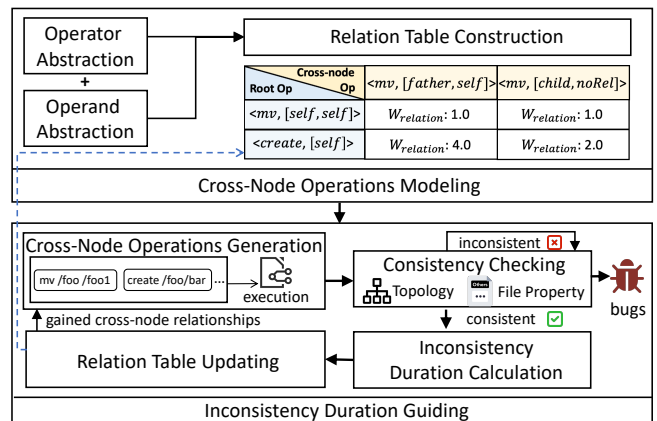 Operator
Abstraction
+
Operand
Abstraction
Relation Table Construction
Cross-node
Op
Root Op
<mv, [father, self]>
<mv, [child, noRel]>
<mv, [self, self]>
W_relation: 1.0
W_relation: 1.0
<create, [self]>
W_relation: 4.0
W_relation: 2.0
Cross-Node Operations Modeling
Cross-Node Operations Generation
mv /foo /foo1
create /foo/bar
...
execution
inconsistent
Consistency Checking
Topology
Others
...
File Property
bugs
gained cross-node relationships
consistent
Relation Table Updating
Inconsistency
Duration Calculation
Inconsistency Duration Guiding